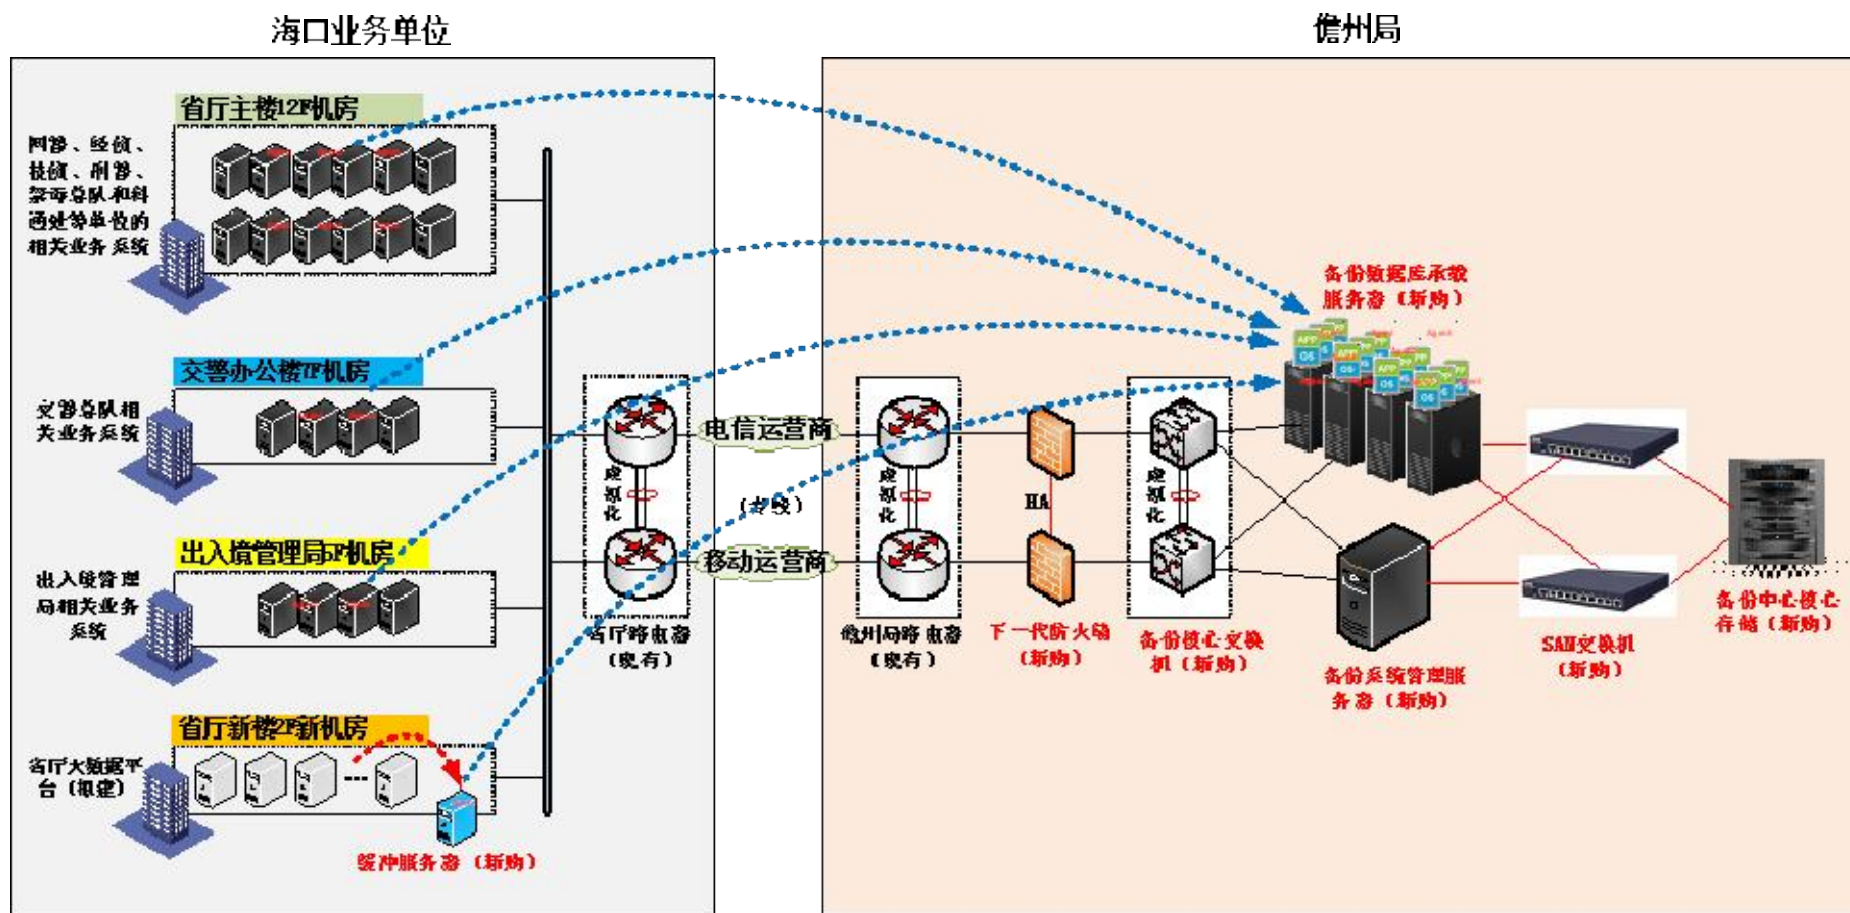 海口业务单位
儋州局
省厅主楼12F机房
网警、经侦、
技侦、刑警、
禁毒总队和科
通处等单位的
相关业务系统
交警办公楼7F机房
交警总队相
关业务系统
出入境管理局5F机房
出入境管理
局相关业务
系统
省厅新楼2F新机房
省厅大数据平
台（拟建）
缓冲服务器（新购）
虚拟化
省厅路由器
（现有）
电信运营商
（专线）
移动运营商
虚拟化
儋州局路由器
（现有）
HA
下一代防火墙
（新购）
虚拟化
备份核心交换
机（新购）
备份数据库承载
服务器（新购）
备份系统管理服
务器（新购）
SAN交换机
（新购）
备份中心核心
存储（新购）